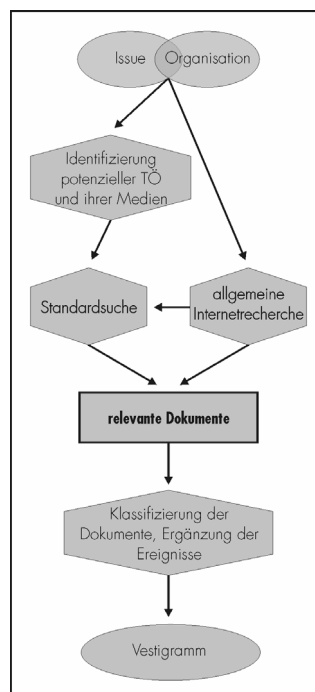 Issue Organisation
Identifizierung
potenzieller TÖ
und ihrer Medien
Standardsuche
allgemeine
Internetrecherche
relevante Dokumente
Klassifizierung der
Dokumente, Ergänzung der
Ereignisse
Vestigramm